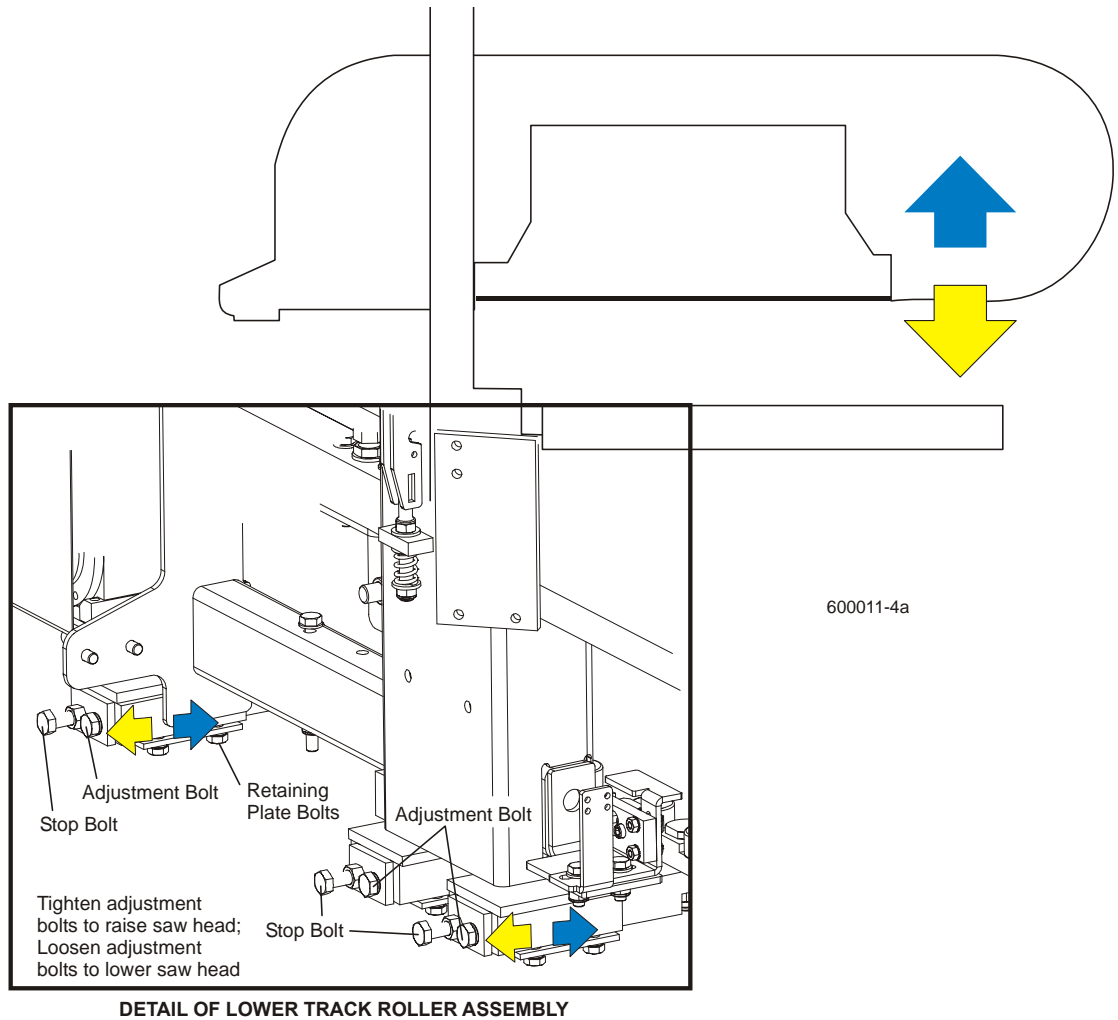 600011-4a
Adjustment Bolt
Retaining
Plate Bolts
Stop Bolt
Adjustment Bolt
Tighten adjustment
bolts to raise saw head;
Loosen adjustment
bolts to lower saw head
Stop Bolt
DETAIL OF LOWER TRACK ROLLER ASSEMBLY